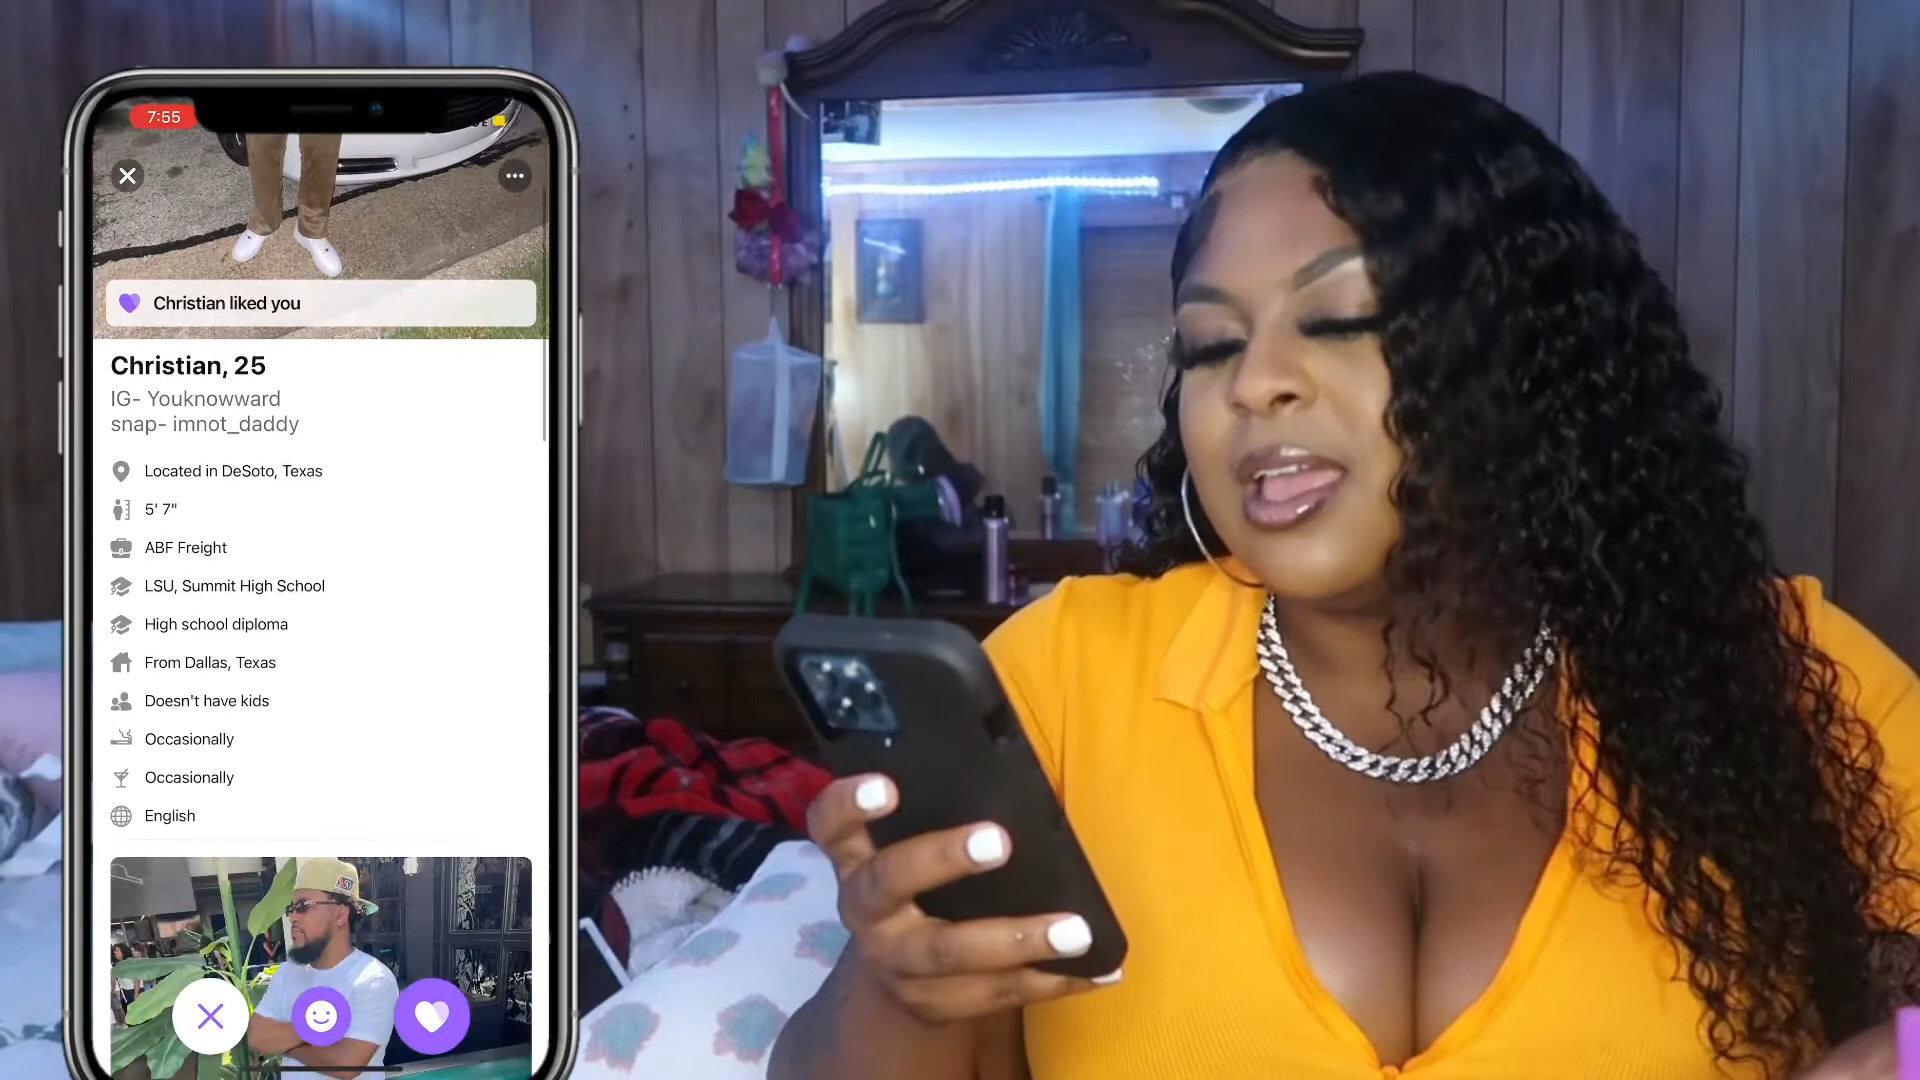 7:55
Christian liked you
Christian, 25
IG- Youknowward
snap- imnot_daddy
Located in DeSoto, Texas
5' 7"
ABF Freight
LSU, Summit High School
High school diploma
From Dallas, Texas
Doesn't have kids
Occasionally
Occasionally
English